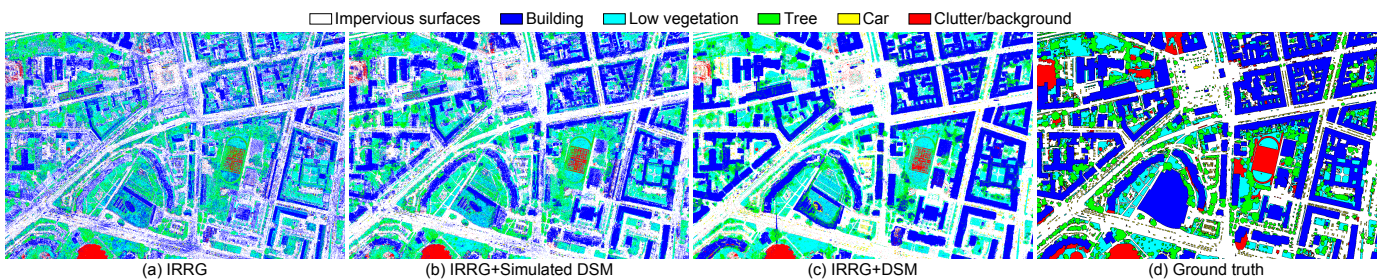 Impervious surfaces Building Low vegetation Tree Car Clutter/background
(a) IRRG (b) IRRG+Simulated DSM (c) IRRG+DSM (d) Ground truth